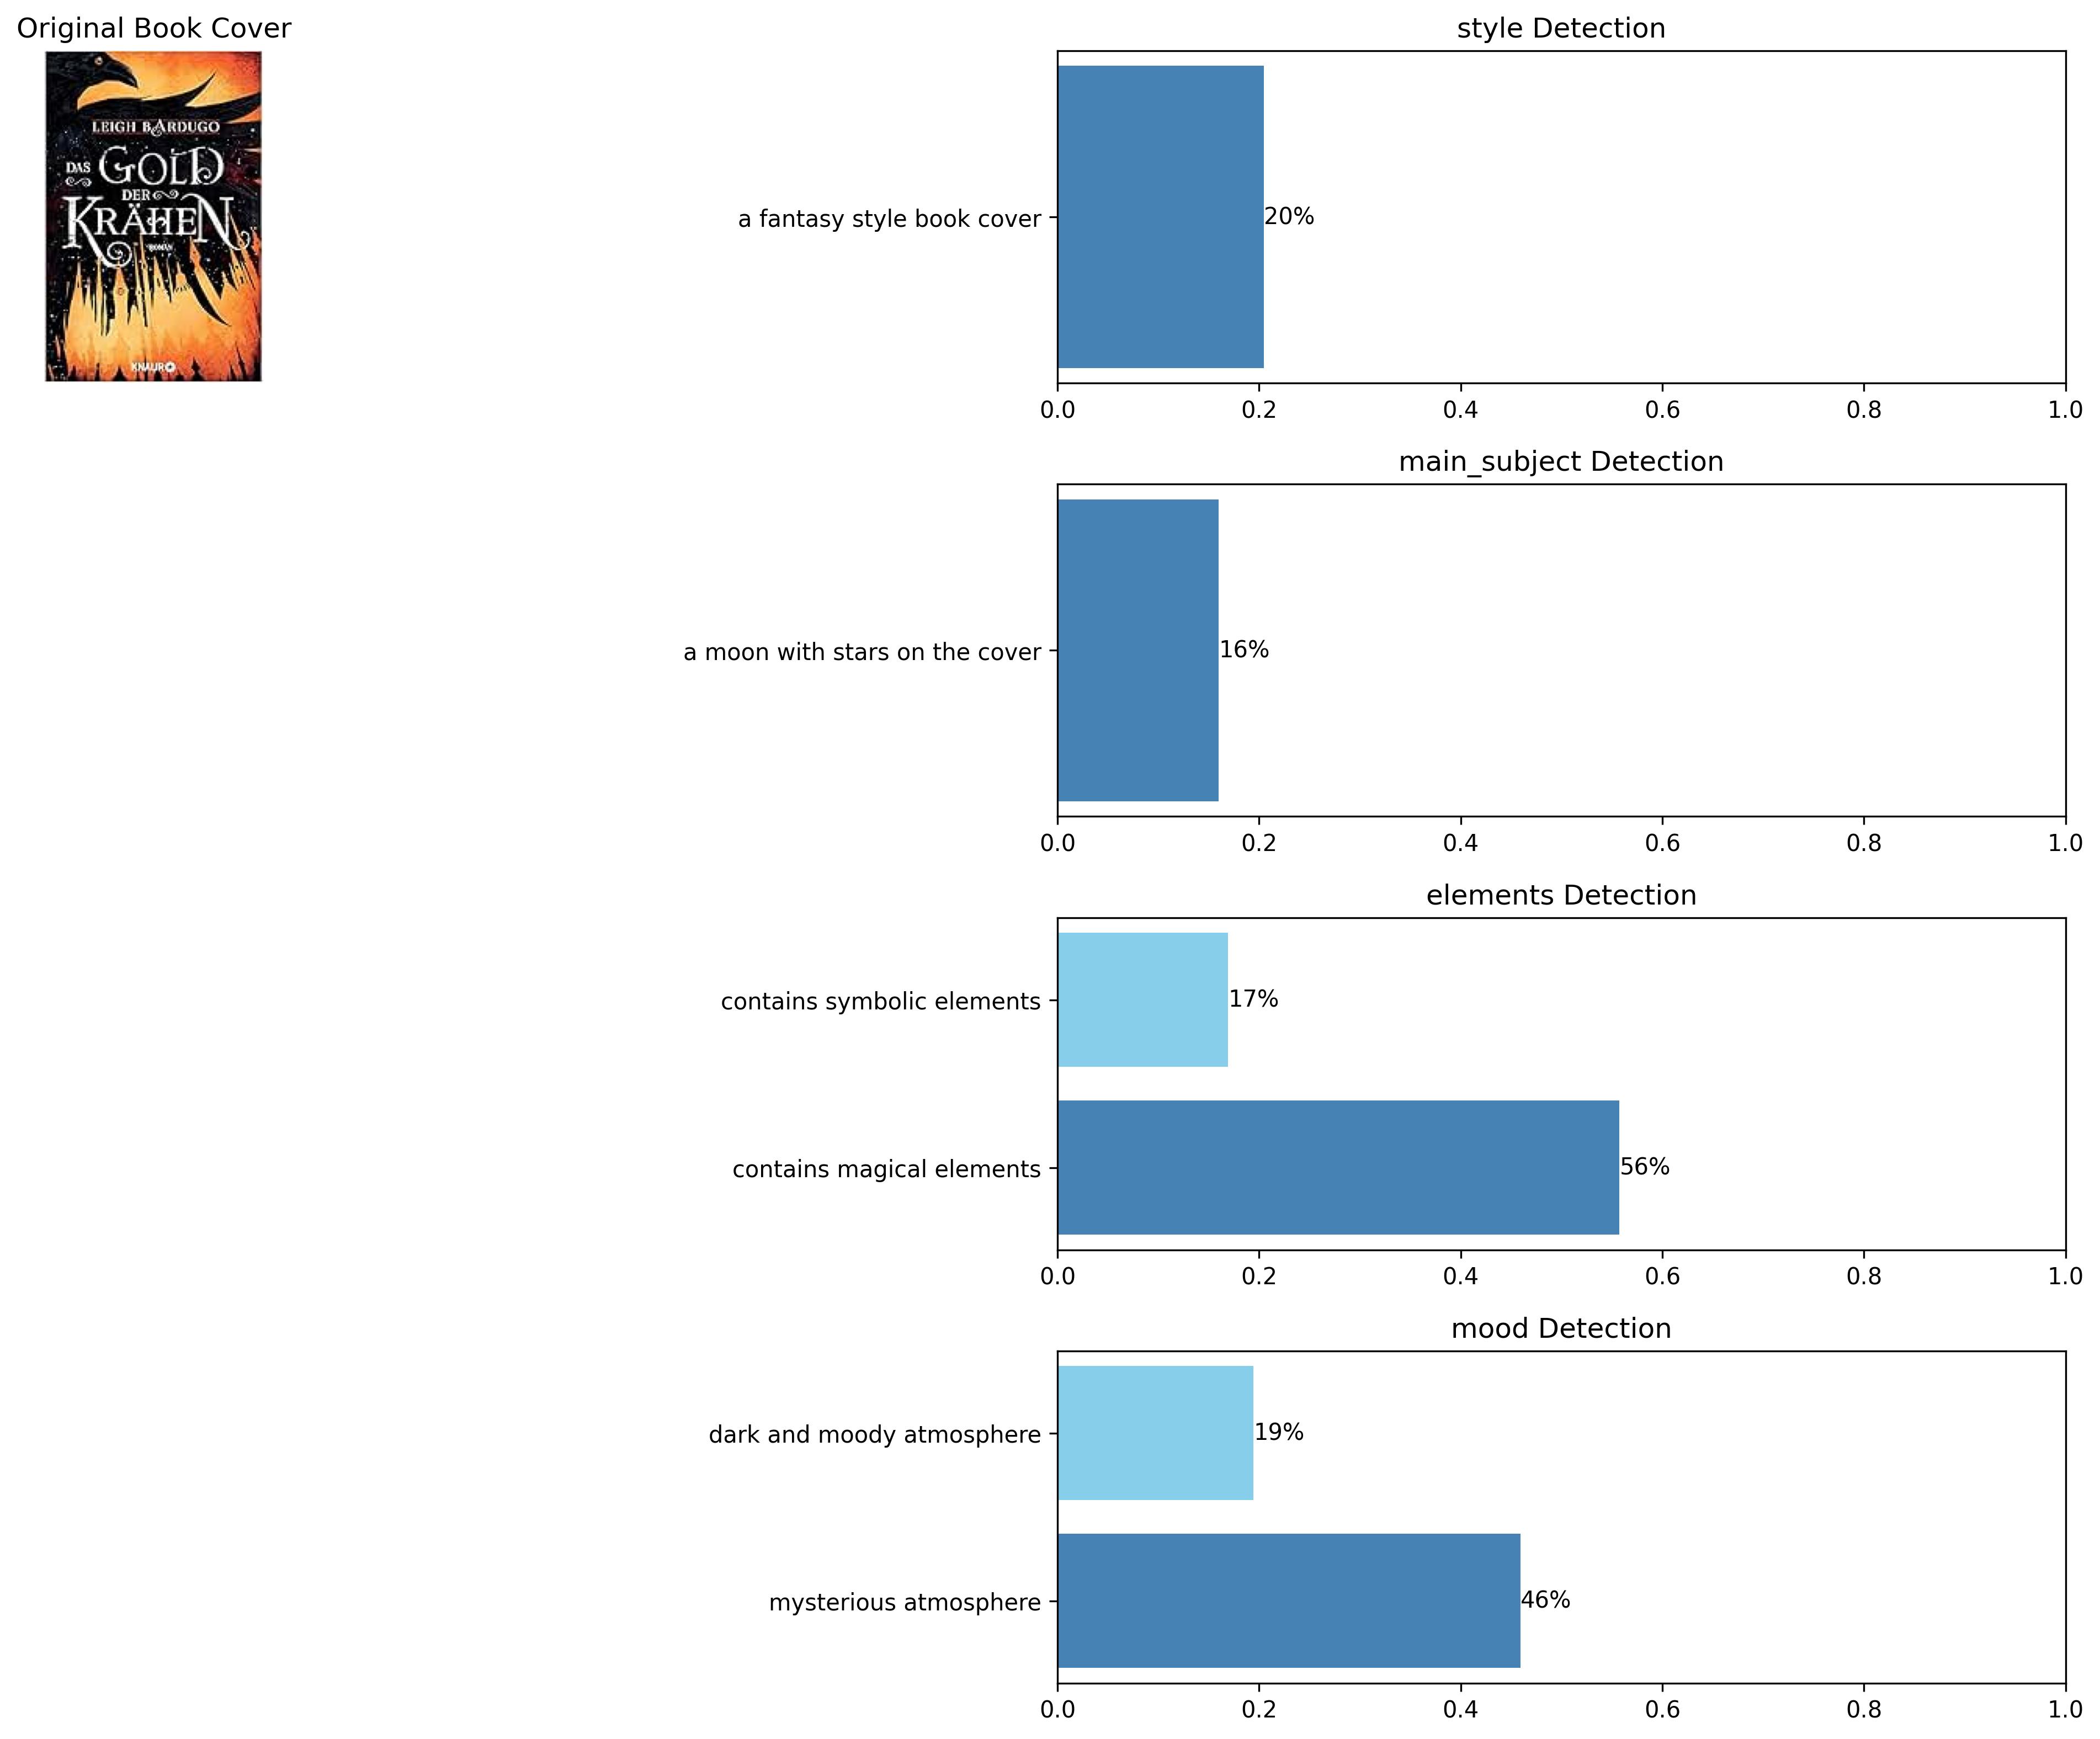 Original Book Cover
LEIGH BARDUGO
DAS GOLD
DER
KRÄHEN
ROMAN
KNAUR
style Detection
a fantasy style book cover
20%
0.0 0.2 0.4 0.6 0.8 1.0
main_subject Detection
a moon with stars on the cover
16%
0.0 0.2 0.4 0.6 0.8 1.0
elements Detection
contains symbolic elements
17%
contains magical elements
56%
0.0 0.2 0.4 0.6 0.8 1.0
mood Detection
dark and moody atmosphere
19%
mysterious atmosphere
46%
0.0 0.2 0.4 0.6 0.8 1.0